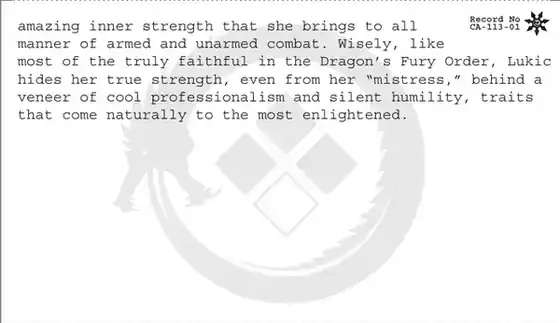 amazing inner strength that she brings to all
manner of armed and unarmed combat. Wisely, like
most of the truly faithful in the Dragon’s Fury Order, Lukic
hides her true strength, even from her “mistress,” behind a
veneer of cool professionalism and silent humility, traits
that come naturally to the most enlightened.
Record No
CA-113-01